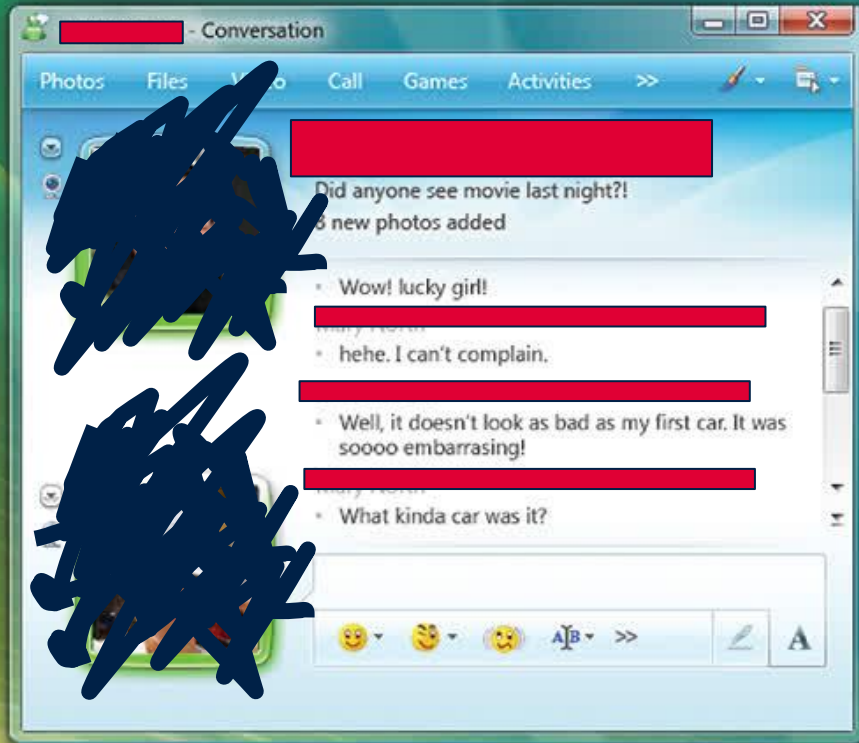 - Conversation
Photos Files Call Games Activities >>
Did anyone see movie last night?!
new photos added
Wow! lucky girl!
hehe. I can't complain.
Well, it doesn't look as bad as my first car. It was
soooo embarrasing!
What kinda car was it?
A B >> A